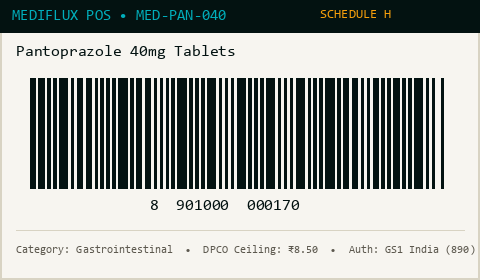 MEDIFLUX POS • MED-PAN-040 SCHEDULE H
Pantoprazole 40mg Tablets
8 901000 000170
Category: Gastrointestinal • DPCO Ceiling: ₹8.50 • Auth: GS1 India (890)